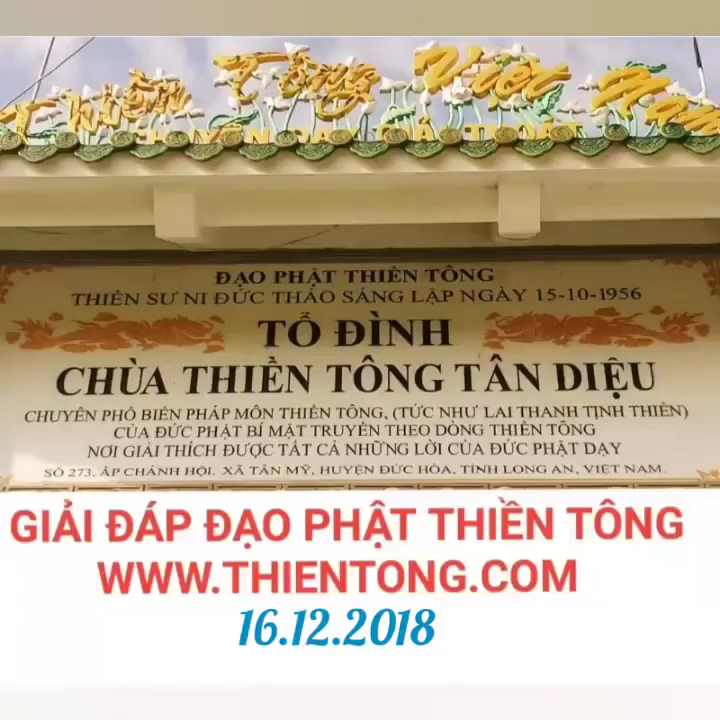 Thiền Tông Việt Nam
ĐẠO PHẬT THIỀN TÔNG
THIỀN SƯ NI ĐỨC THẢO SÁNG LẬP NGÀY 15-10-1956
TỔ ĐÌNH
CHÙA THIỀN TÔNG TÂN DIỆU
CHUYÊN PHỔ BIẾN PHÁP MÔN THIỀN TÔNG, (TỨC NHƯ LAI THANH TỊNH THIỀN)
CỦA ĐỨC PHẬT BÍ MẬT TRUYỀN THEO DÒNG THIỀN TÔNG
NƠI GIẢI THÍCH ĐƯỢC TẤT CẢ NHỮNG LỜI CỦA ĐỨC PHẬT DẠY
SỐ 273, ẤP CHÁNH HỘI, XÃ TÂN MỸ, HUYỆN ĐỨC HÒA, TỈNH LONG AN, VIỆT NAM.
GIẢI ĐÁP ĐẠO PHẬT THIỀN TÔNG
WWW.THIENTONG.COM
16.12.2018